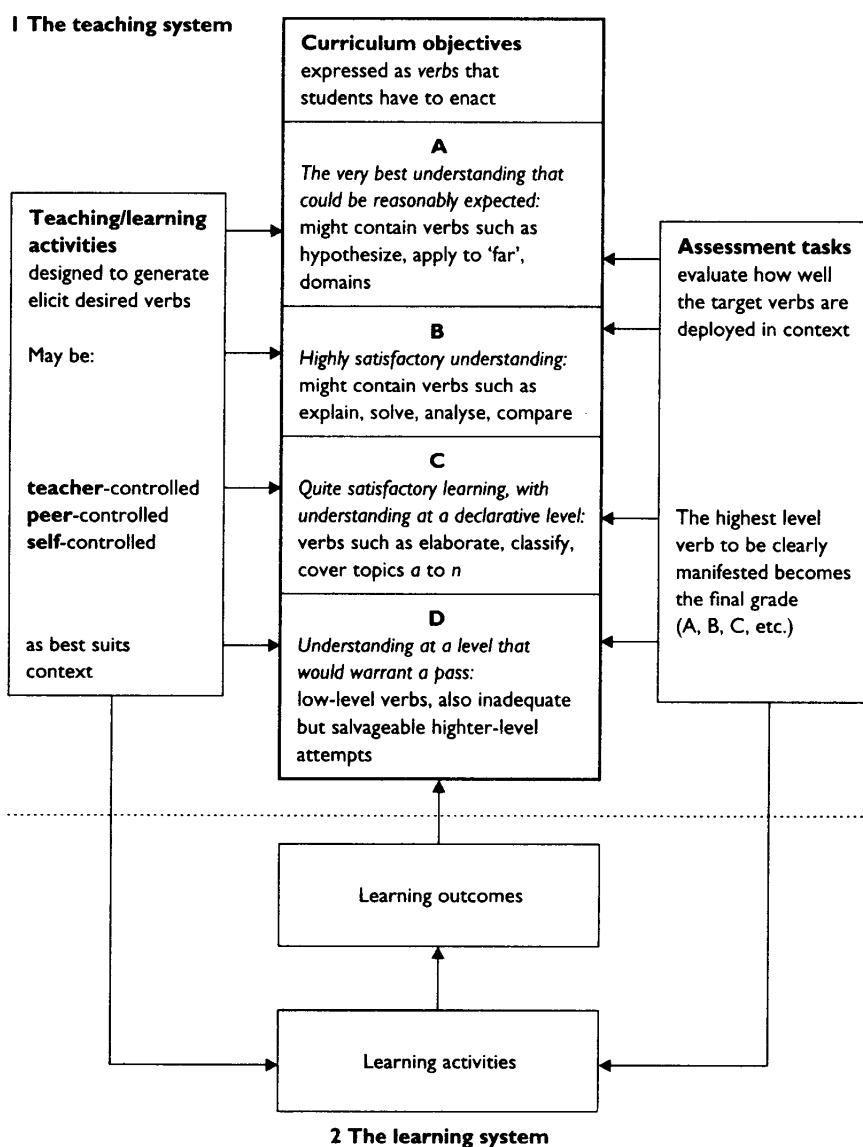 1 The teaching system
Curriculum objectives
expressed as verbs that
students have to enact
A
The very best understanding that
could be reasonably expected:
might contain verbs such as
hypothesize, apply to ‘far’,
domains
B
Highly satisfactory understanding:
might contain verbs such as
explain, solve, analyse, compare
C
Quite satisfactory learning, with
understanding at a declarative level:
verbs such as elaborate, classify,
cover topics a to n
D
Understanding at a level that
would warrant a pass:
low-level verbs, also inadequate
but salvageable highter-level
attempts
Teaching/learning
activities
designed to generate
elicit desired verbs
May be:
teacher-controlled
peer-controlled
self-controlled
as best suits
context
Assessment tasks
evaluate how well
the target verbs are
deployed in context
The highest level
verb to be clearly
manifested becomes
the final grade
(A, B, C, etc.)
Learning outcomes
Learning activities
2 The learning system